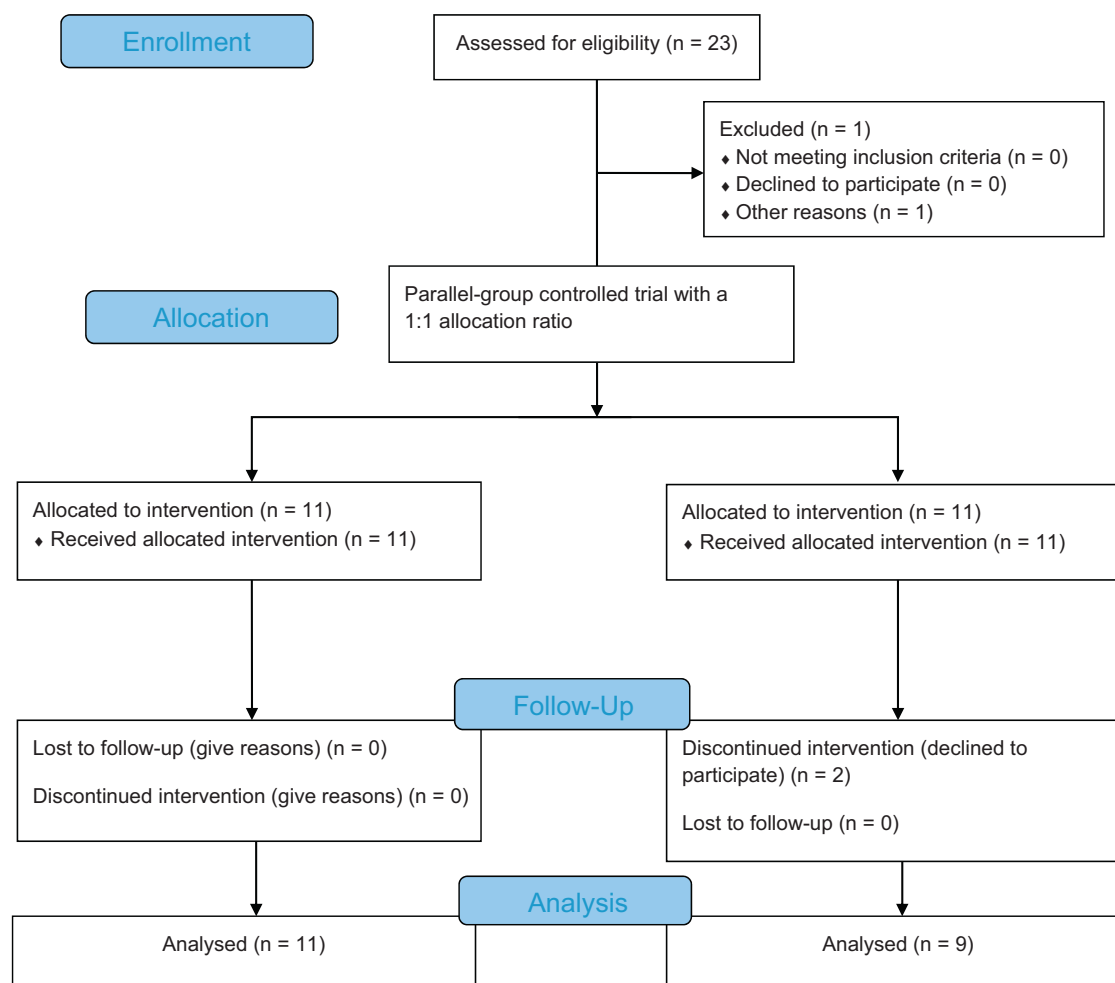 Enrollment
Assessed for eligibility (n = 23)
Excluded (n = 1)
♦ Not meeting inclusion criteria (n = 0)
♦ Declined to participate (n = 0)
♦ Other reasons (n = 1)
Allocation
Parallel-group controlled trial with a
1:1 allocation ratio
Allocated to intervention (n = 11)
♦ Received allocated intervention (n = 11)
Allocated to intervention (n = 11)
♦ Received allocated intervention (n = 11)
Follow-Up
Lost to follow-up (give reasons) (n = 0)
Discontinued intervention (give reasons) (n = 0)
Discontinued intervention (declined to
participate) (n = 2)
Lost to follow-up (n = 0)
Analysis
Analysed (n = 11)
Analysed (n = 9)